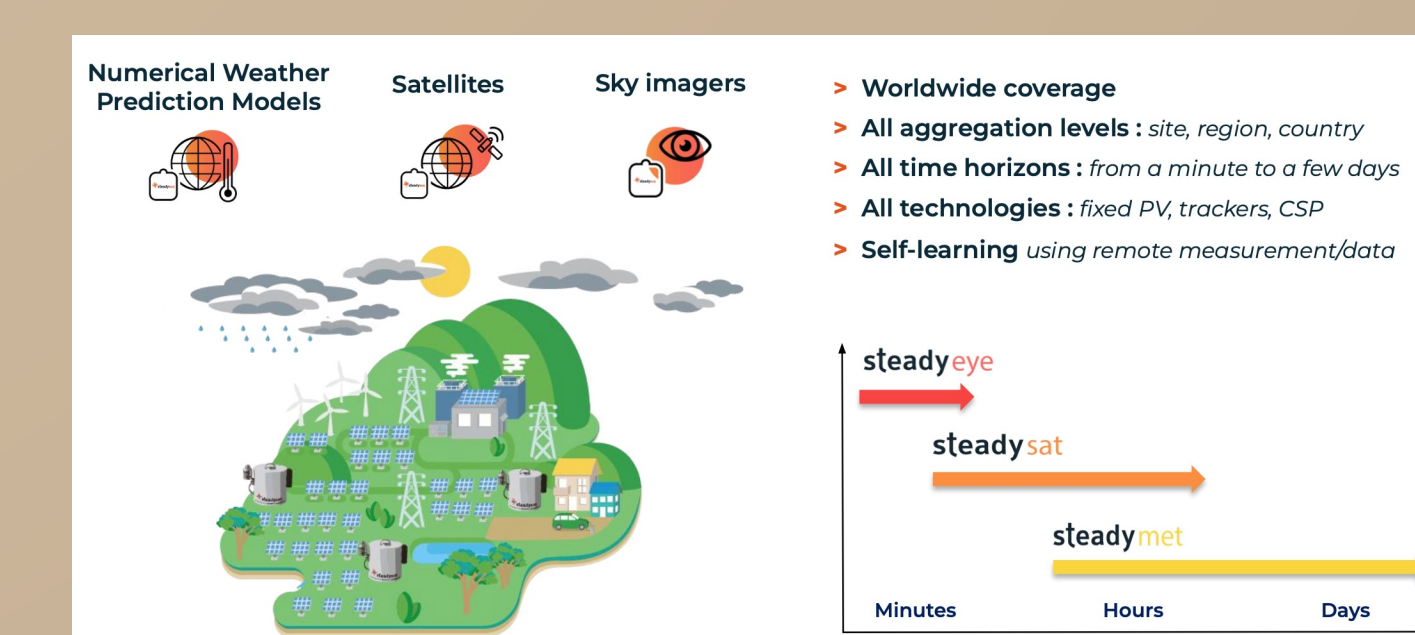 Numerical Weather
Prediction Models
Satellites
Sky imagers
> Worldwide coverage
> All aggregation levels : site, region, country
> All time horizons : from a minute to a few days
> All technologies : fixed PV, trackers, CSP
> Self-learning using remote measurement/data
steadyeye
steadysat
steadymet
Minutes
Hours
Days